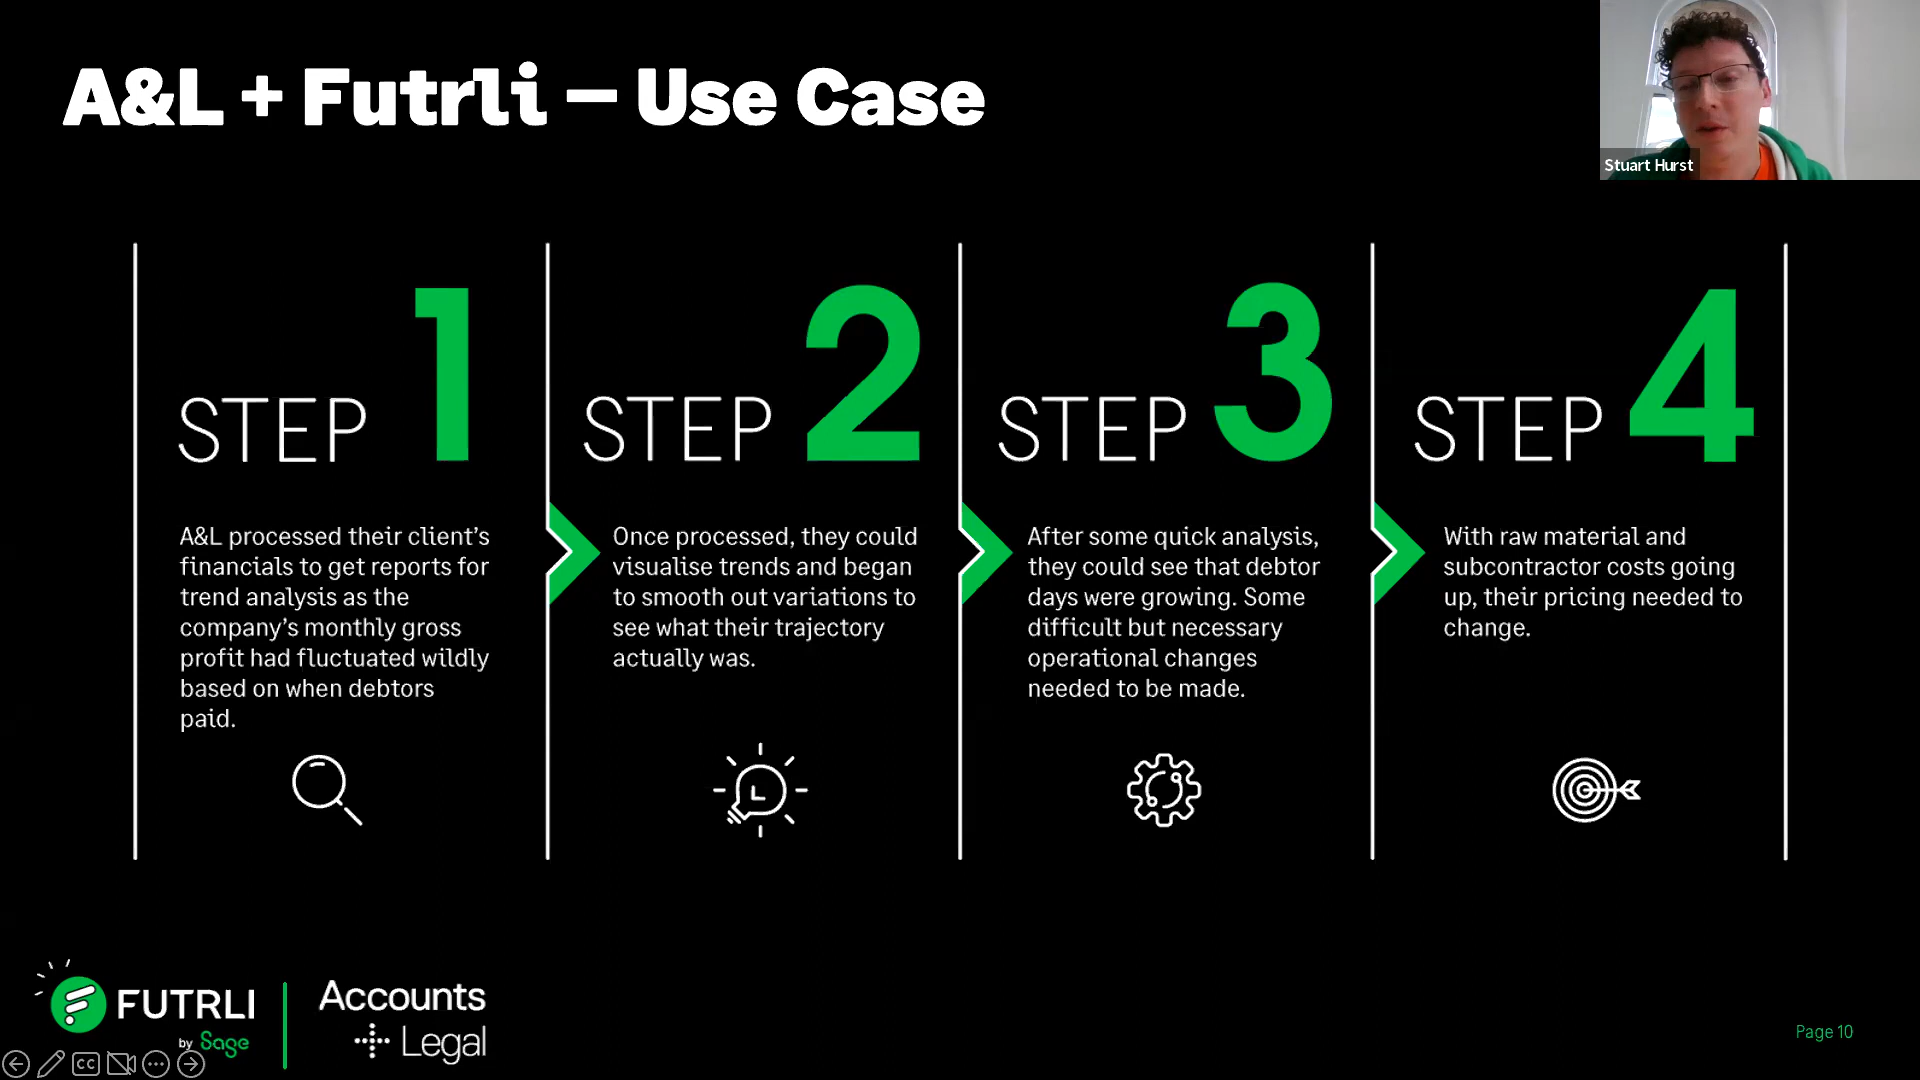 A&L + Futrli – Use Case
Stuart Hurst
STEP 1
A&L processed their client’s
financials to get reports for
trend analysis as the
company’s monthly gross
profit had fluctuated wildly
based on when debtors
paid.
STEP 2
Once processed, they could
visualise trends and began
to smooth out variations to
see what their trajectory
actually was.
STEP 3
After some quick analysis,
they could see that debtor
days were growing. Some
difficult but necessary
operational changes
needed to be made.
STEP 4
With raw material and
subcontractor costs going
up, their pricing needed to
change.
FUTRLI
by Sage
Accounts
+ Legal
CC
Page 10